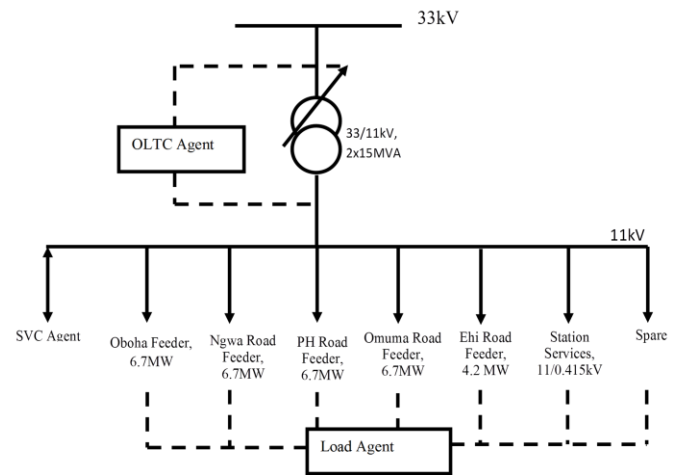 33kV
OLTC Agent
33/11kV,
2x15MVA
11kV
SVC Agent
Oboha Feeder,
6.7MW
Ngwa Road
Feeder,
6.7MW
PH Road
Feeder,
6.7MW
Omuma Road
Feeder,
6.7MW
Ehi Road
Feeder,
4.2 MW
Station
Services,
11/0.415kV
Spare
Load Agent